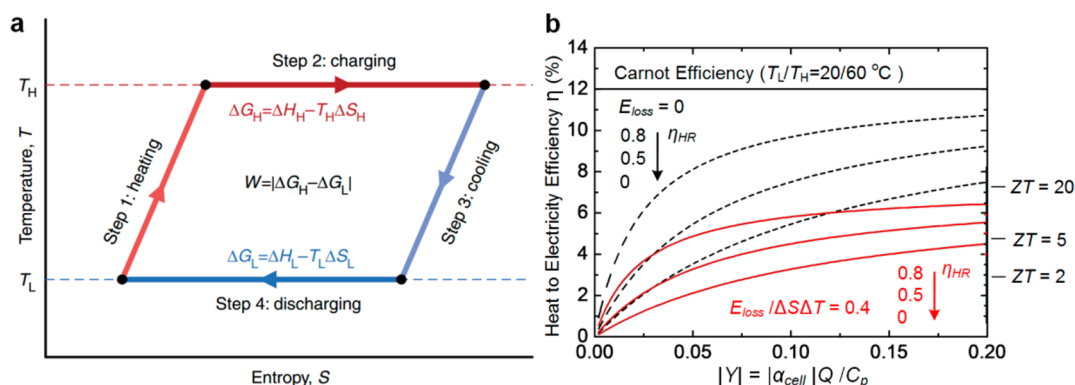 a
Temperature, T
T_H
T_L
Step 1: heating
Step 2: charging
ΔG_H=ΔH_H−T_HΔS_H
W=|ΔG_H−ΔG_L|
Step 3: cooling
ΔG_L=ΔH_L−T_LΔS_L
Step 4: discharging
Entropy, S
b
Heat to Electricity Efficiency η (%)
14
12
10
8
6
4
2
0
Carnot Efficiency (T_L/T_H=20/60 °C)
E_loss = 0
0.8
0.5
0
η_HR
ZT = 20
ZT = 5
ZT = 2
0.8
0.5
0
η_HR
E_loss /ΔSΔT = 0.4
0.00
0.05
0.10
0.15
0.20
|Y| = |α_cell |Q /C_p